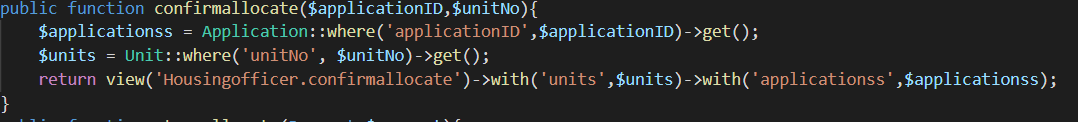 public function confirmallocate($applicationID,$unitNo){
    $applicationss = Application::where('applicationID',$applicationID)->get();
    $units = Unit::where('unitNo', $unitNo)->get();
    return view('Housingofficer.confirmallocate')->with('units',$units)->with('applicationss',$applicationss);
}